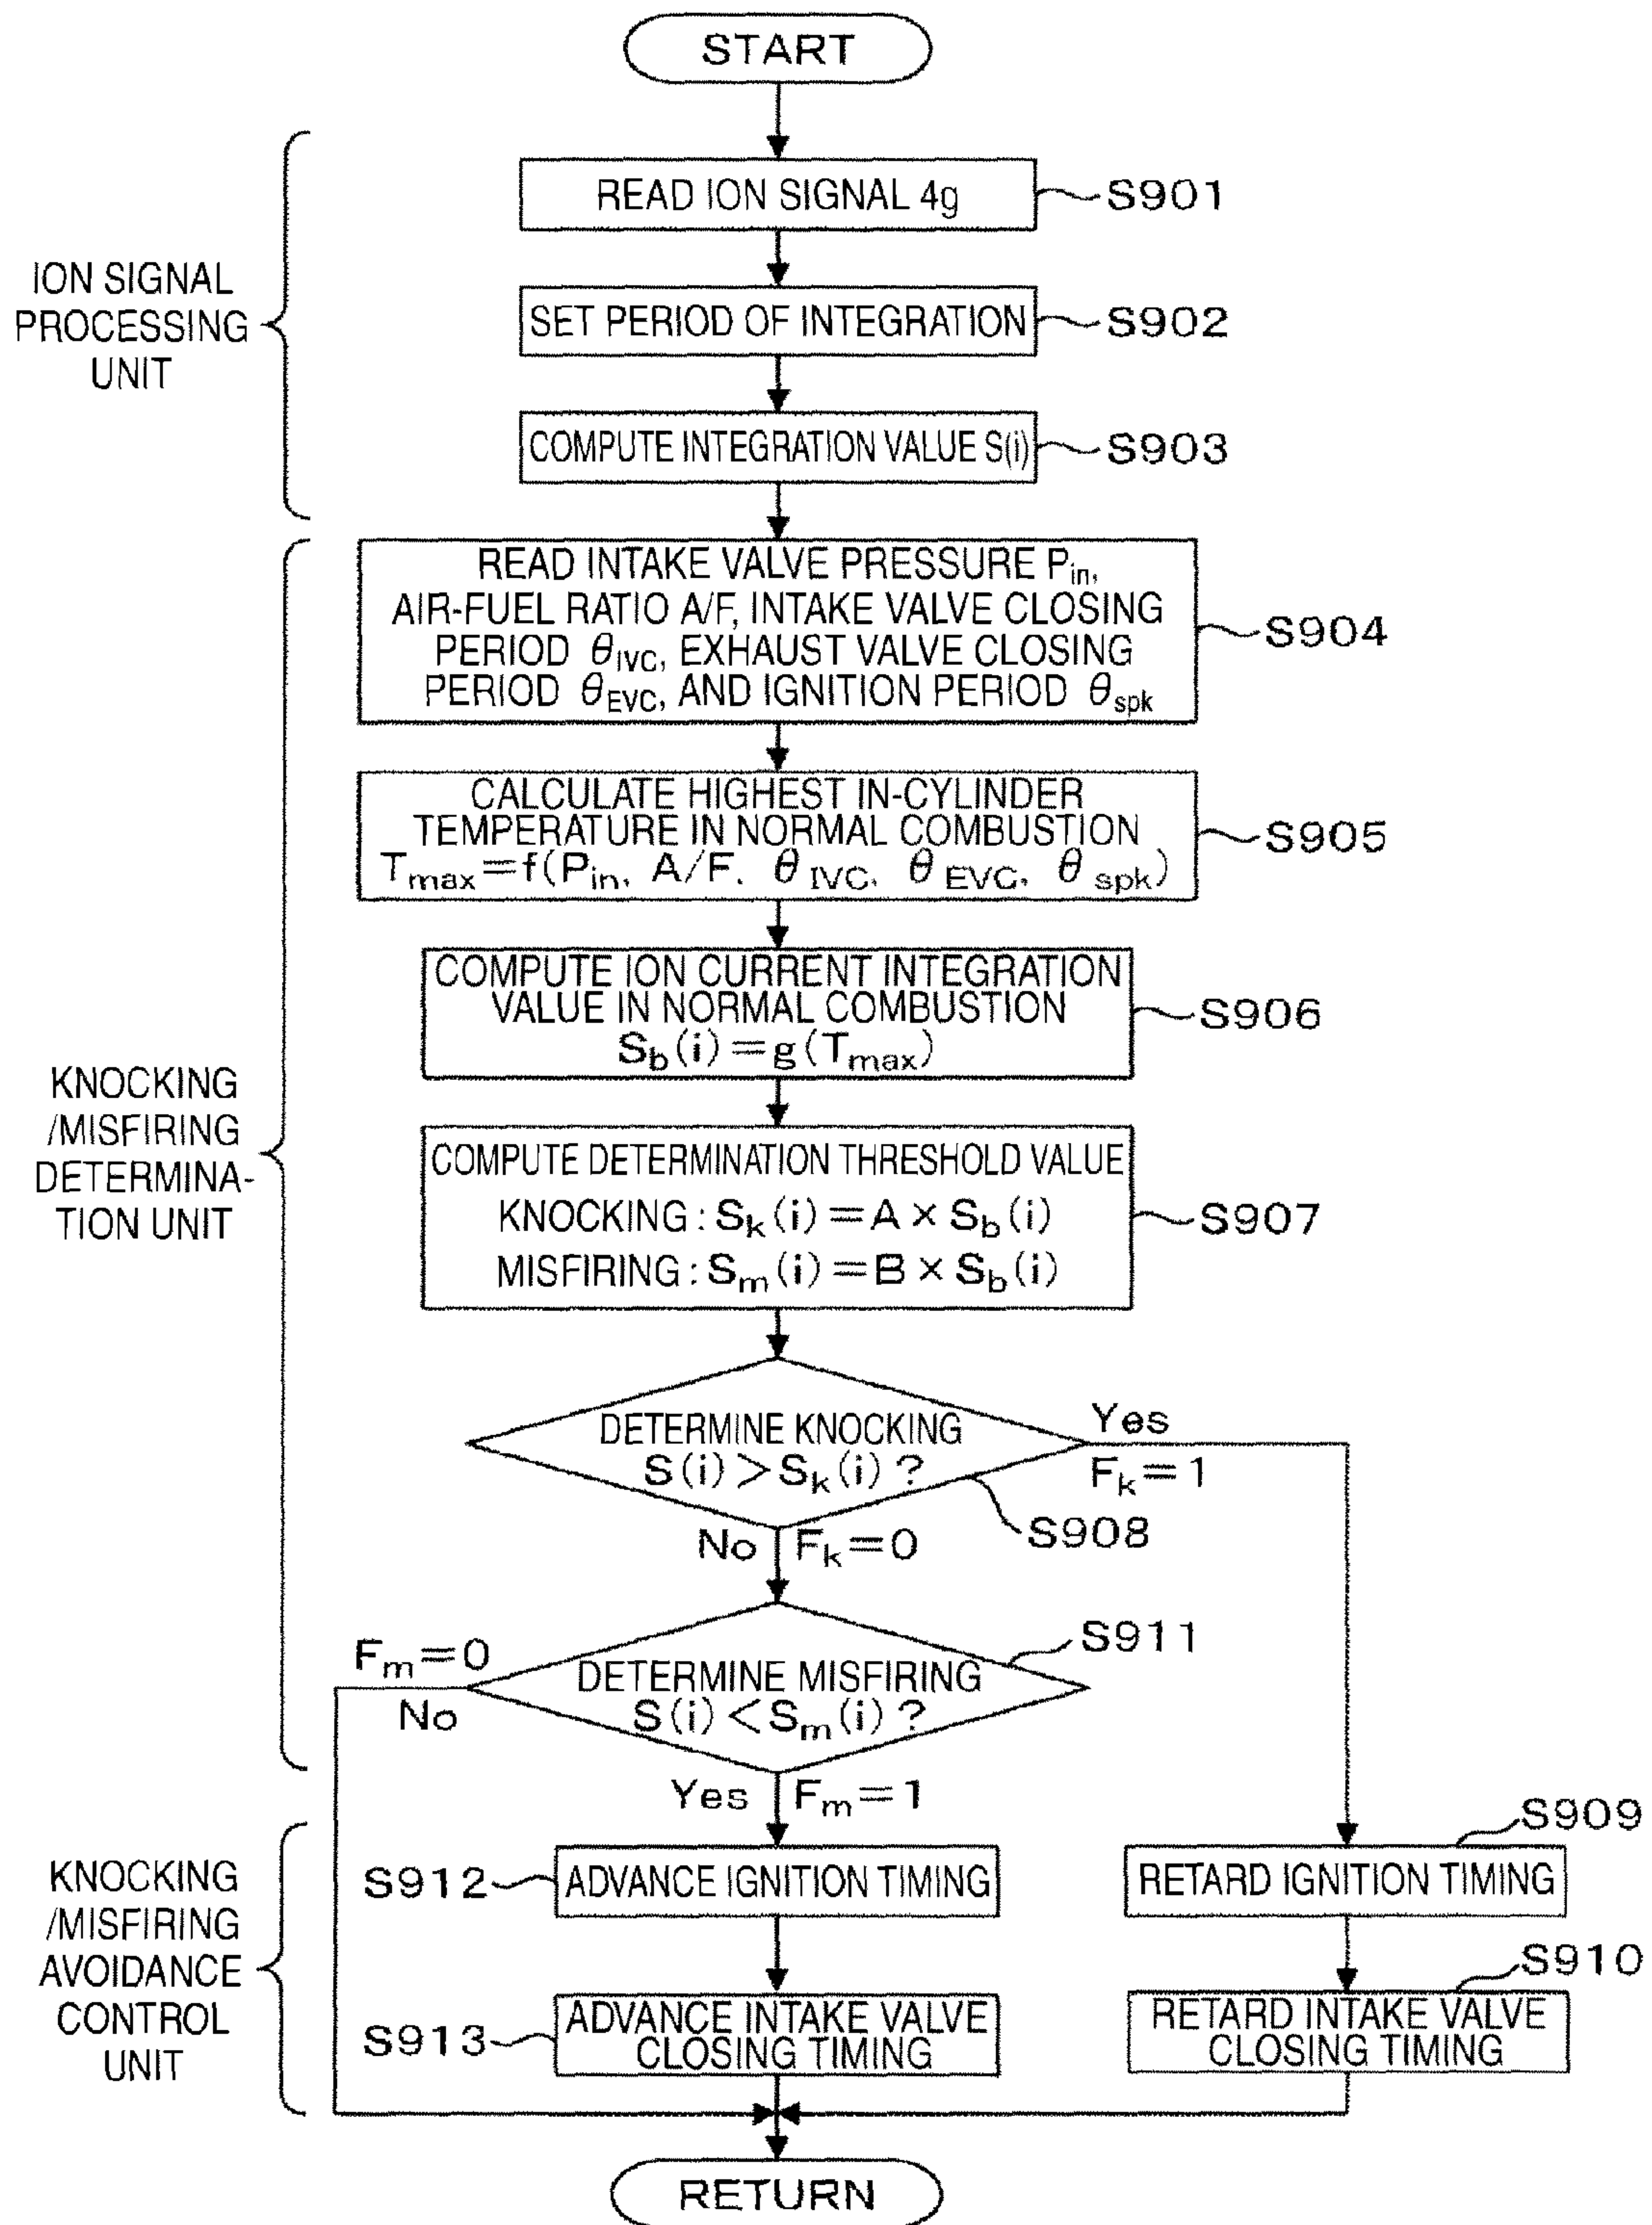 START
ION SIGNAL
PROCESSING
UNIT
READ ION SIGNAL 4g
S901
SET PERIOD OF INTEGRATION
S902
COMPUTE INTEGRATION VALUE S(i)
S903
KNOCKING
/MISFIRING
DETERMINA-
TION UNIT
READ INTAKE VALVE PRESSURE Pin,
AIR-FUEL RATIO A/F, INTAKE VALVE CLOSING
PERIOD θIVC, EXHAUST VALVE CLOSING
PERIOD θEVC, AND IGNITION PERIOD θspk
S904
CALCULATE HIGHEST IN-CYLINDER
TEMPERATURE IN NORMAL COMBUSTION
Tmax=f(Pin, A/F, θIVC, θEVC, θspk)
S905
COMPUTE ION CURRENT INTEGRATION
VALUE IN NORMAL COMBUSTION
Sb(i)=g(Tmax)
S906
COMPUTE DETERMINATION THRESHOLD VALUE
KNOCKING : Sk(i)=A×Sb(i)
MISFIRING : Sm(i)=B×Sb(i)
S907
DETERMINE KNOCKING
S(i)>Sk(i)?
S908
Yes
Fk=1
No Fk=0
DETERMINE MISFIRING
S(i)<Sm(i)?
S911
Fm=0
No
Yes Fm=1
KNOCKING
/MISFIRING
AVOIDANCE
CONTROL
UNIT
S912
ADVANCE IGNITION TIMING
S909
RETARD IGNITION TIMING
S913
ADVANCE INTAKE VALVE
CLOSING TIMING
S910
RETARD INTAKE VALVE
CLOSING TIMING
RETURN